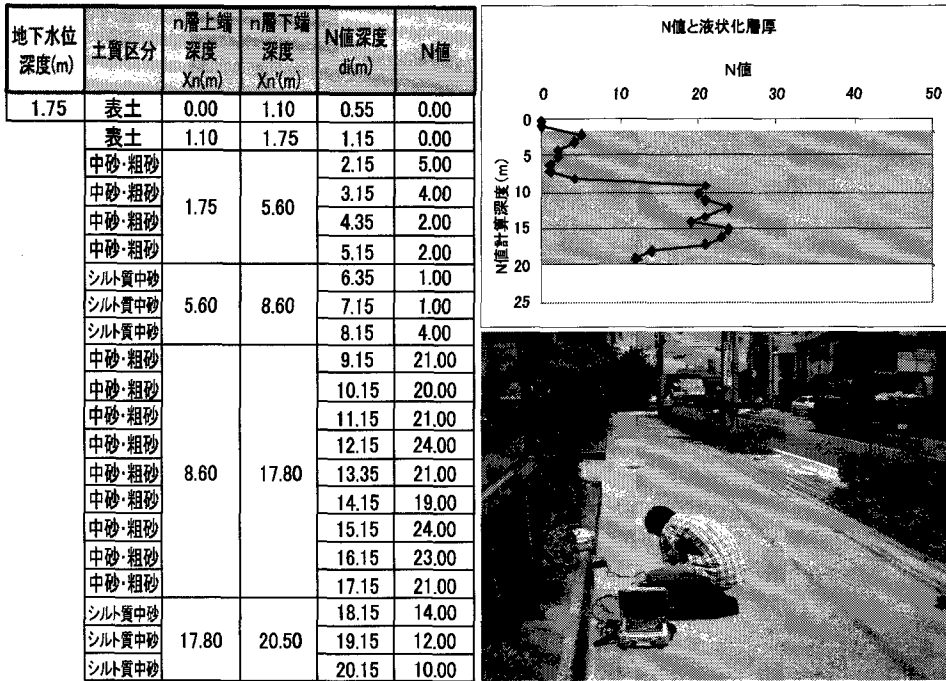 地下水位深度(m) 土質区分 n層上端深度Xn(m) n層下端深度Xn'(m) N値深度di(m) N値
1.75 表土 0.00 1.10 0.55 0.00
表土 1.10 1.75 1.15 0.00
中砂・粗砂 1.75 5.60 2.15 5.00
中砂・粗砂 3.15 4.00
中砂・粗砂 4.35 2.00
中砂・粗砂 5.15 2.00
シルト質中砂 5.60 8.60 6.35 1.00
シルト質中砂 7.15 1.00
シルト質中砂 8.15 4.00
中砂・粗砂 8.60 17.80 9.15 21.00
中砂・粗砂 10.15 20.00
中砂・粗砂 11.15 21.00
中砂・粗砂 12.15 24.00
中砂・粗砂 13.35 21.00
中砂・粗砂 14.15 19.00
中砂・粗砂 15.15 24.00
中砂・粗砂 16.15 23.00
中砂・粗砂 17.15 21.00
シルト質中砂 17.80 20.50 18.15 14.00
シルト質中砂 19.15 12.00
シルト質中砂 20.15 10.00
N値と液状化層厚
N値
0 10 20 30 40 50
N値計算深度(m)
0
5
10
15
20
25